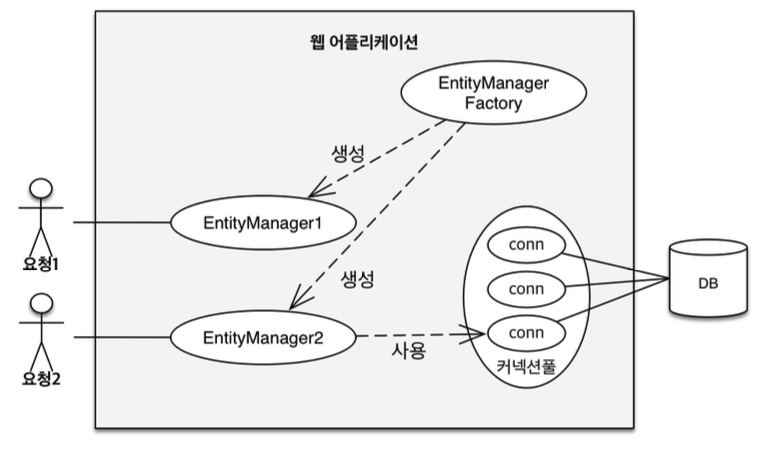 웹 어플리케이션
EntityManager
Factory
생성
EntityManager1
요청1
생성
EntityManager2
요청2
사용
conn
conn
conn
커넥션풀
DB